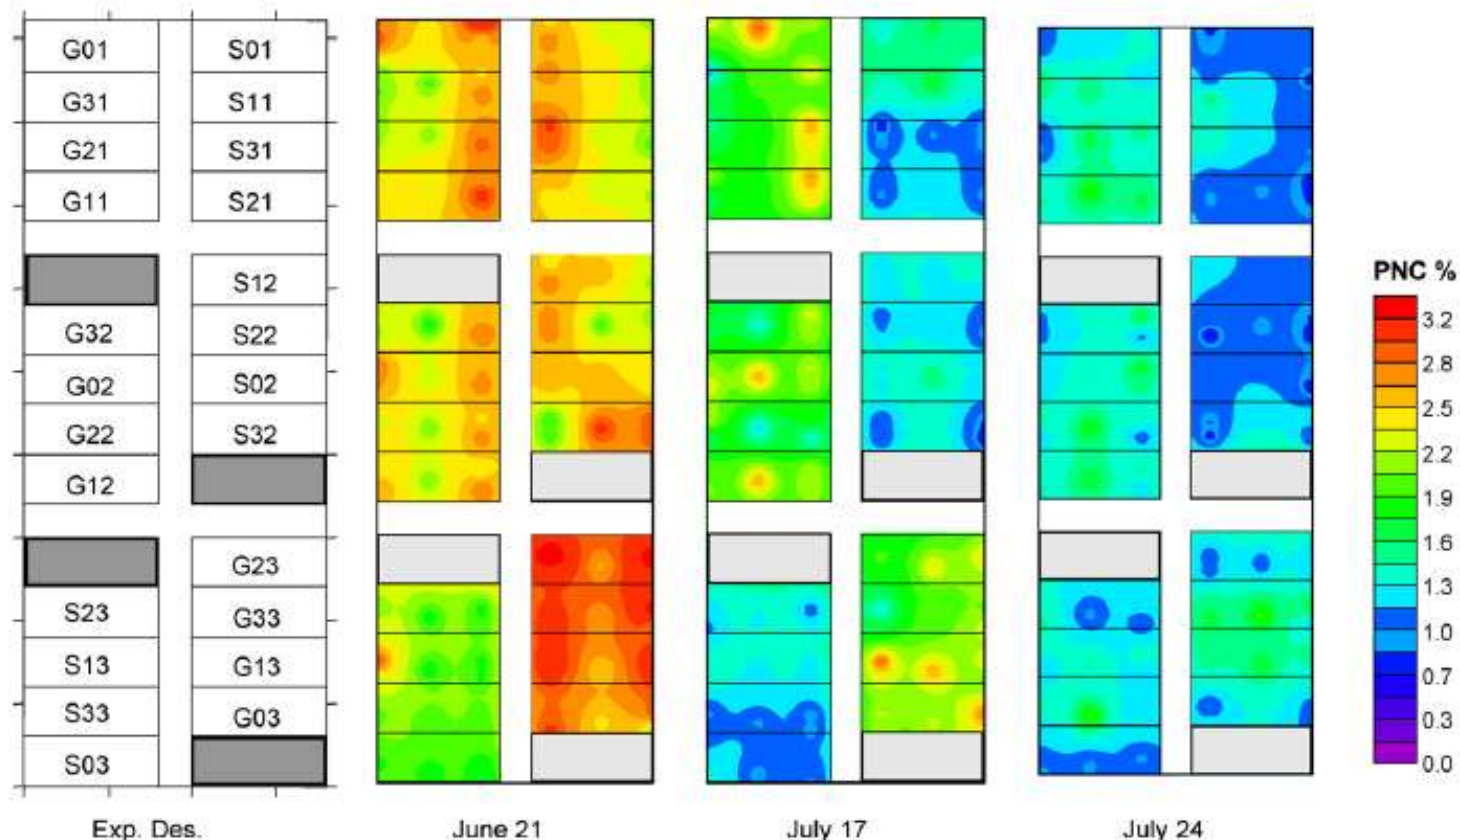 G01
S01
G31
S11
G21
S31
G11
S21
S12
G32
S22
G02
S02
G22
S32
G12
G23
S23
G33
S13
G13
S33
G03
S03
PNC %
3.2
2.8
2.5
2.2
1.9
1.6
1.3
1.0
0.7
0.3
0.0
Exp. Des.
June 21
July 17
July 24